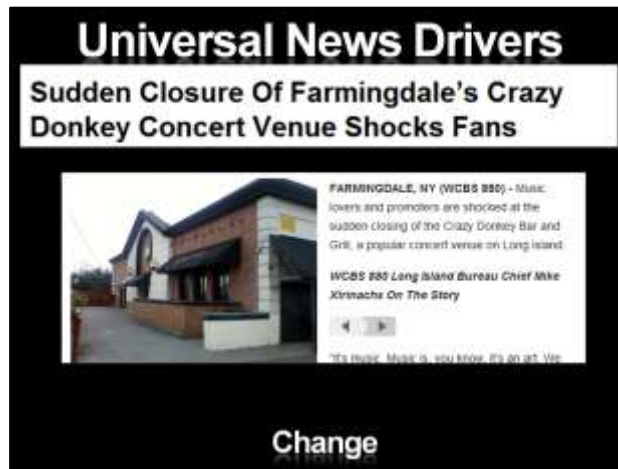 Universal News Drivers
Sudden Closure Of Farmingdale's Crazy
Donkey Concert Venue Shocks Fans
FARMINGDALE, NY (WCBS 880) - Music
lovers and promoters are shocked at the
sudden closing of the Crazy Donkey Bar and
Grill, a popular concert venue on Long Island.
WCBS 880 Long Island Bureau Chief Mike
Xirinachs On The Story
"It's music. Music is, you know, it's an art. We
Change